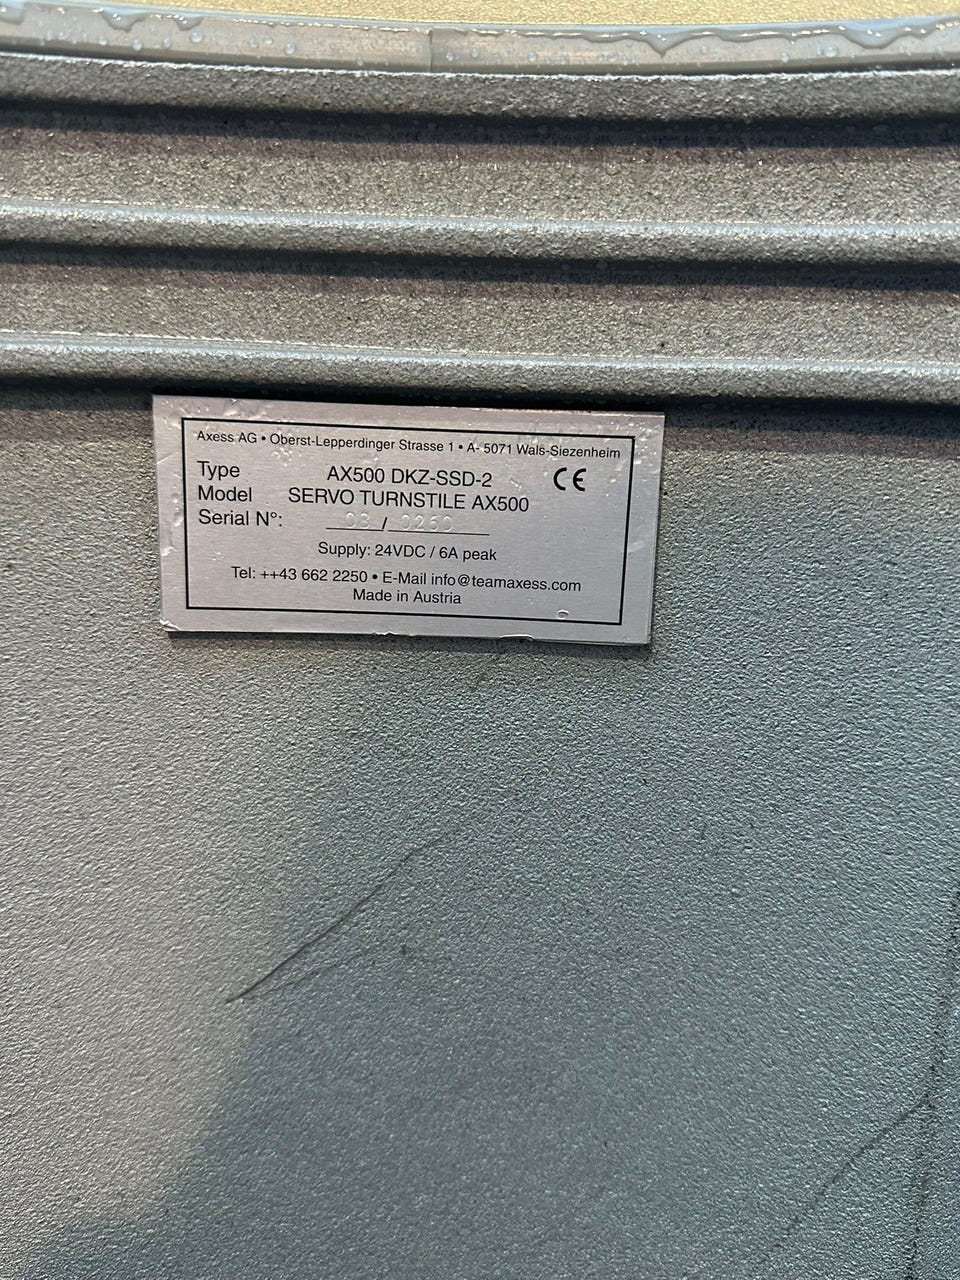 Axess AG • Oberst-Lepperdinger Strasse 1 • A- 5071 Wals-Siezenheim
Type AX500 DKZ-SSD-2 CE
Model SERVO TURNSTILE AX500
Serial N°: /
Supply: 24VDC / 6A peak
Tel: ++43 662 2250 • E-Mail info@teamaxess.com
Made in Austria